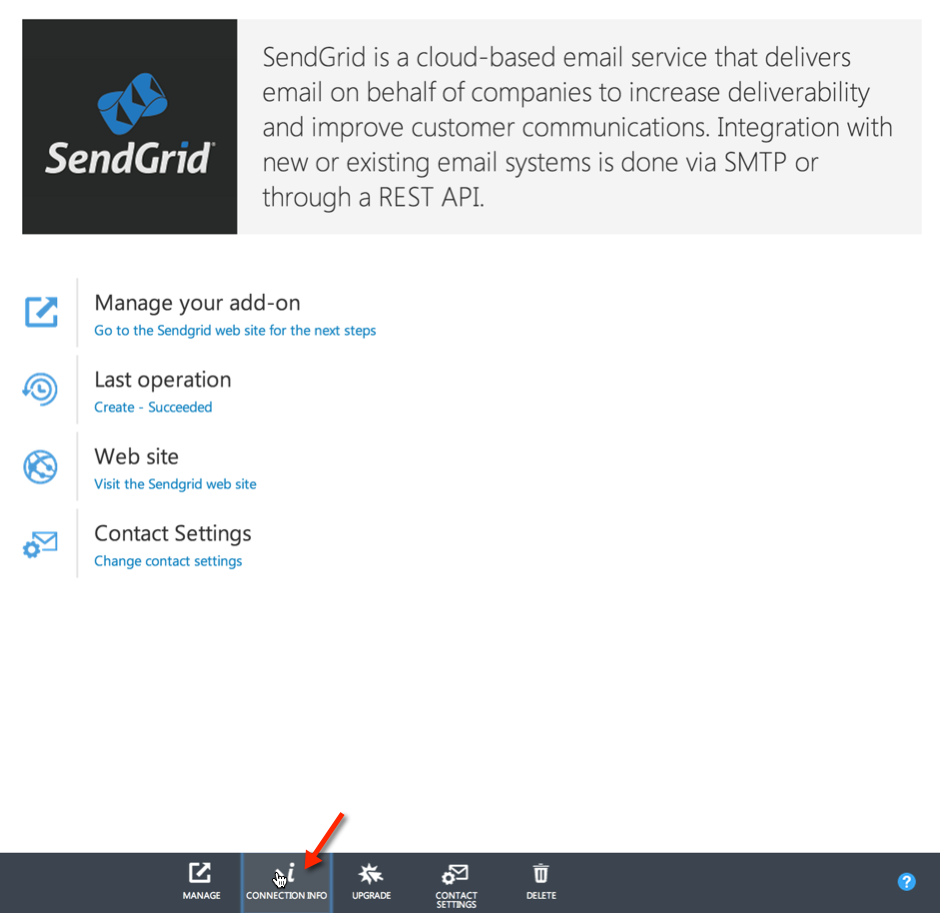 SendGrid
SendGrid is a cloud-based email service that delivers
email on behalf of companies to increase deliverability
and improve customer communications. Integration with
new or existing email systems is done via SMTP or
through a REST API.
Manage your add-on
Go to the Sendgrid web site for the next steps
Last operation
Create - Succeeded
Web site
Visit the Sendgrid web site
Contact Settings
Change contact settings
MANAGE
CONNECTION INFO
UPGRADE
CONTACT
SETTINGS
DELETE
?